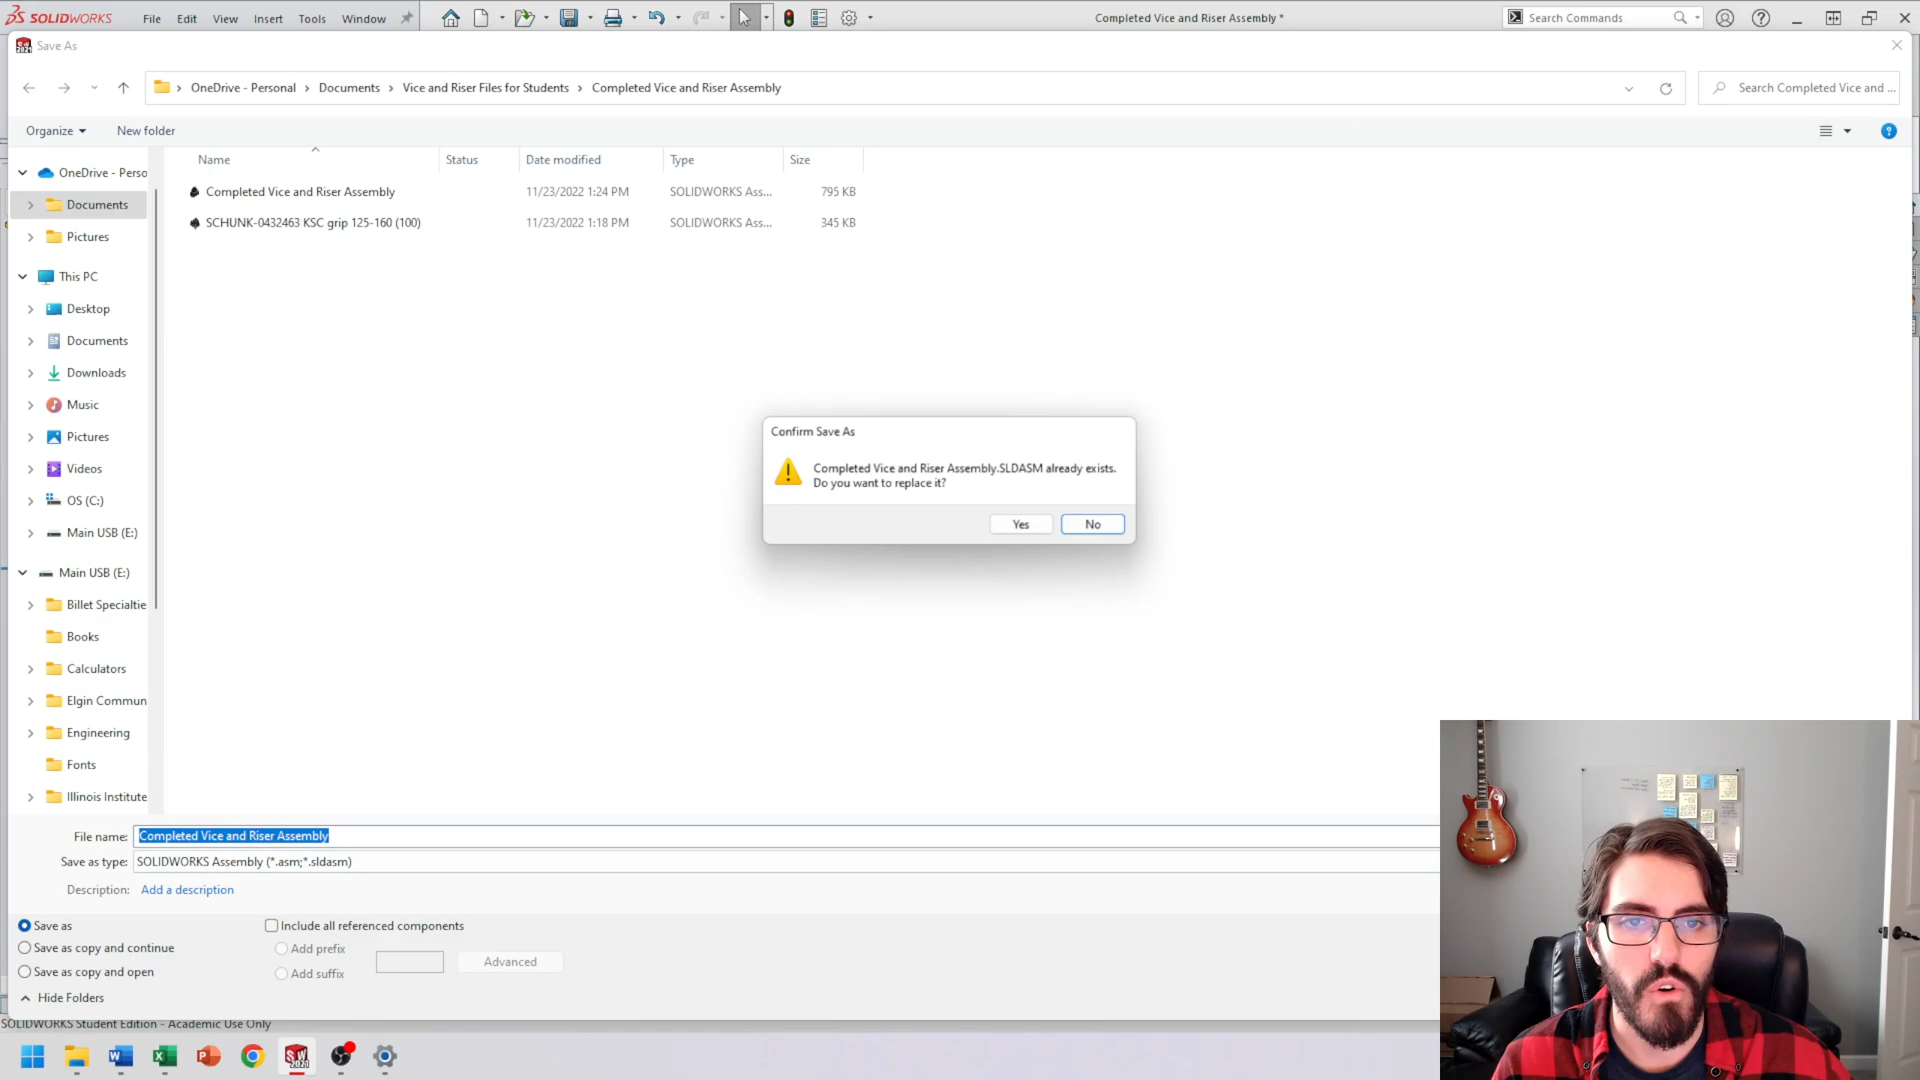 SOLIDWORKS File Edit View Insert Tools Window Completed Vice and Riser Assembly * Search Commands
SW 2021 Save As
OneDrive - Personal > Documents > Vice and Riser Files for Students > Completed Vice and Riser Assembly Search Completed Vice and ...
Organize New folder
Name Status Date modified Type Size
OneDrive - Perso
Completed Vice and Riser Assembly 11/23/2022 1:24 PM SOLIDWORKS Ass... 795 KB
Documents
SCHUNK-0432463 KSC grip 125-160 (100) 11/23/2022 1:18 PM SOLIDWORKS Ass... 345 KB
Pictures
This PC
Desktop
Documents
Downloads
Music
Pictures
Videos
OS (C:)
Main USB (E:)
Main USB (E:)
Billet Specialtie
Books
Calculators
Elgin Commun
Engineering
Fonts
Illinois Institute
Confirm Save As
Completed Vice and Riser Assembly.SLDASM already exists.
Do you want to replace it?
Yes No
File name: Completed Vice and Riser Assembly
Save as type: SOLIDWORKS Assembly (*.asm;*.sldasm)
Description: Add a description
Save as Include all referenced components
Save as copy and continue Add prefix
Advanced
Save as copy and open Add suffix
Hide Folders
SOLIDWORKS Student Edition - Academic Use Only
SW 2021